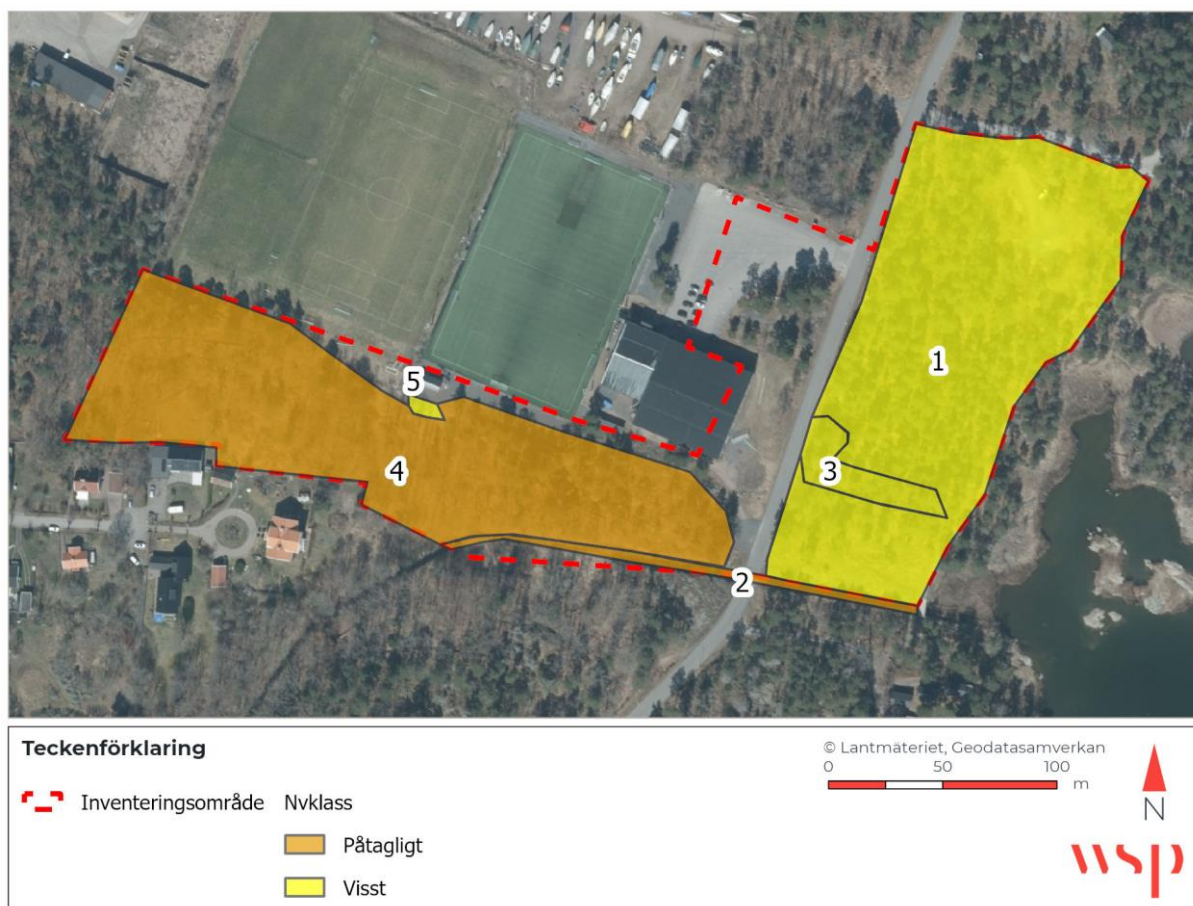 1
5
3
4
2
Teckenförklaring
Inventeringsområde
Nvklass
Påtagligt
Visst
© Lantmäteriet, Geodatasamverkan
0 50 100
m
N
wsp